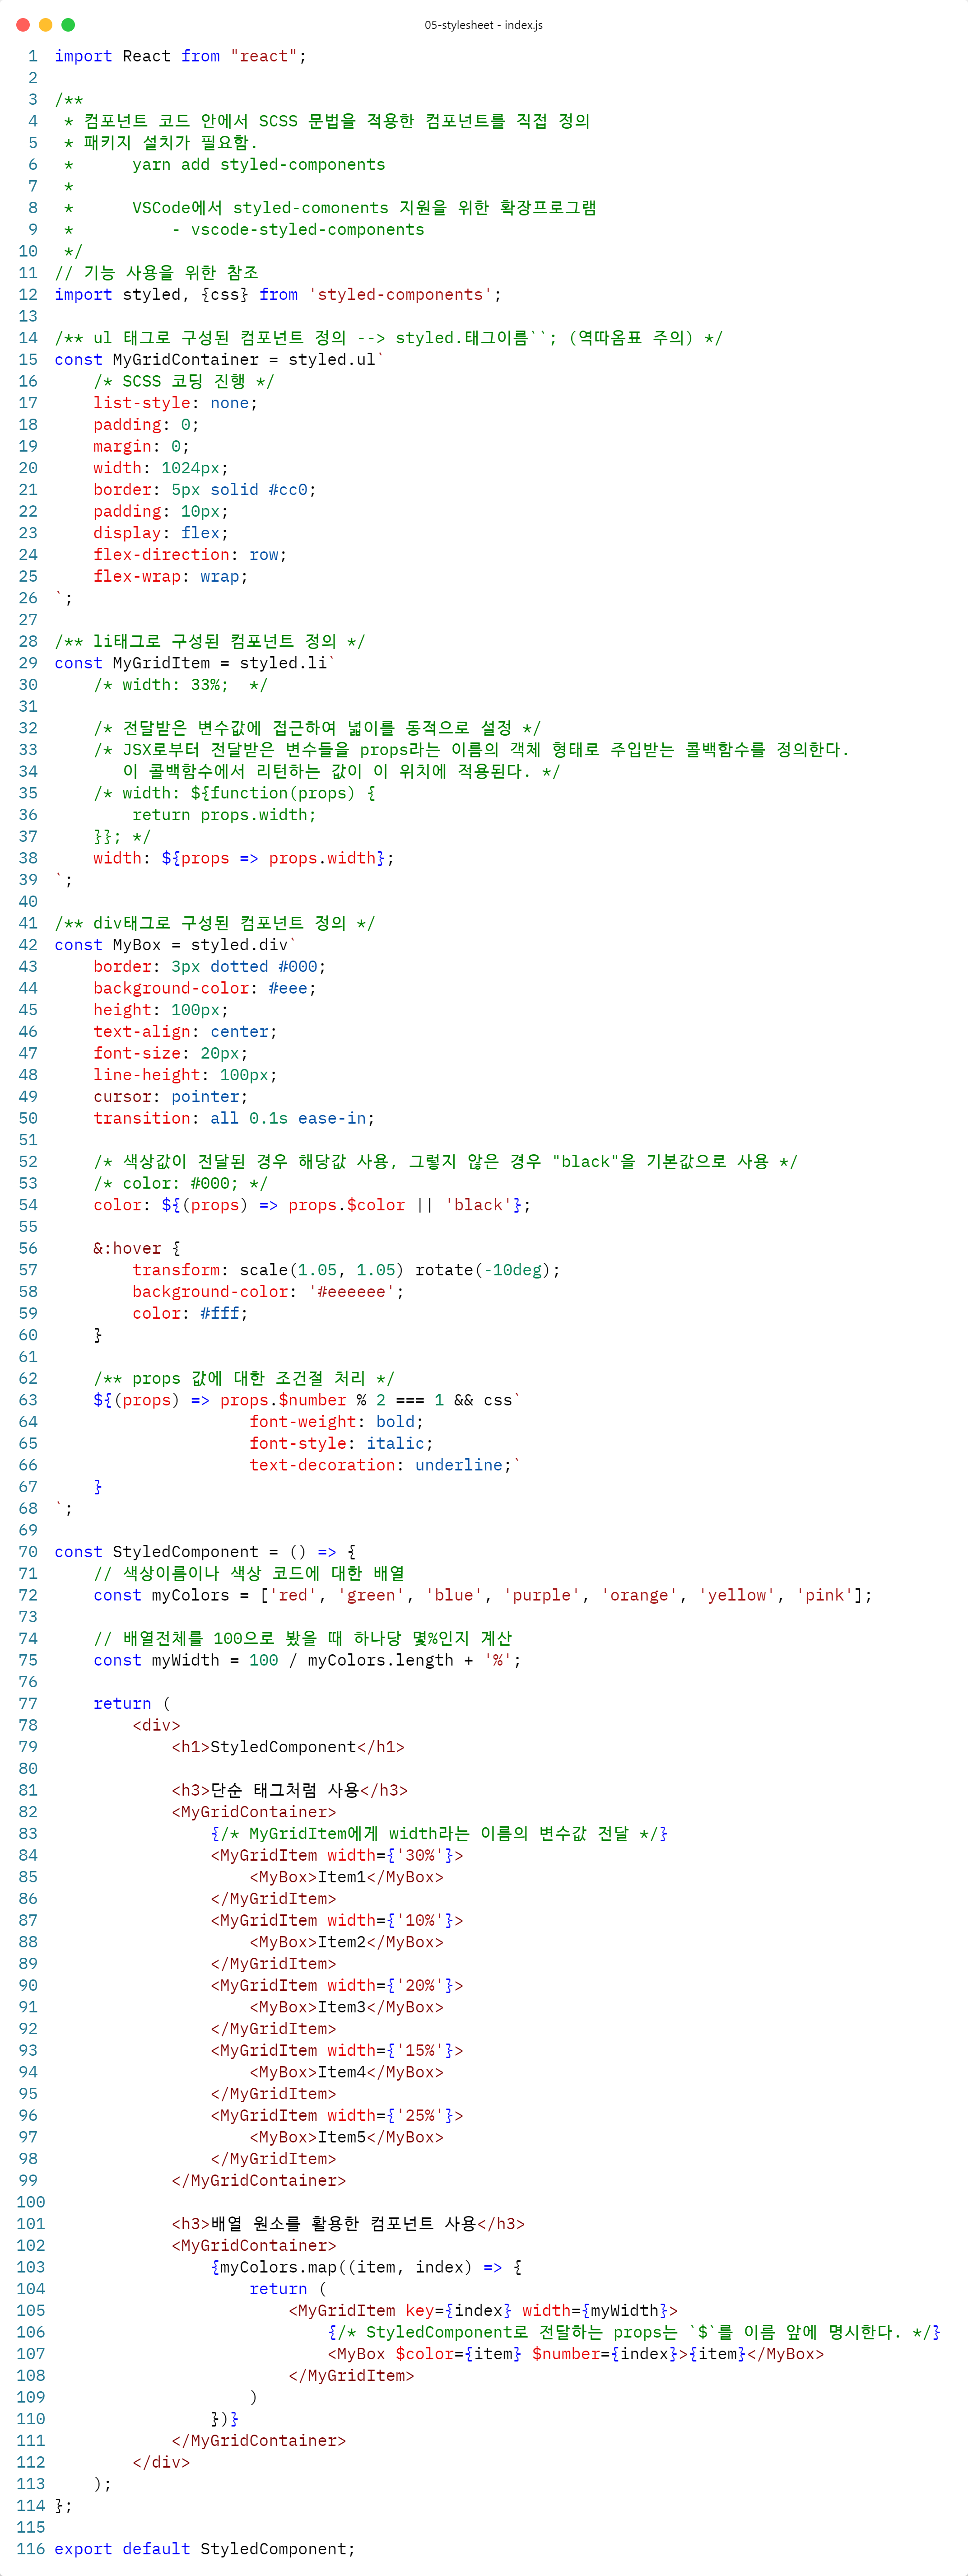 05-stylesheet - index.js
1 import React from "react";
2
3 /**
4  * 컴포넌트 코드 안에서 SCSS 문법을 적용한 컴포넌트를 직접 정의
5  * 패키지 설치가 필요함.
6  *      yarn add styled-components
7  *
8  *      VSCode에서 styled-comonents 지원을 위한 확장프로그램
9  *          - vscode-styled-components
10  */
11 // 기능 사용을 위한 참조
12 import styled, {css} from 'styled-components';
13
14 /** ul 태그로 구성된 컴포넌트 정의 --> styled.태그이름``; (역따옴표 주의) */
15 const MyGridContainer = styled.ul`
16     /* SCSS 코딩 진행 */
17     list-style: none;
18     padding: 0;
19     margin: 0;
20     width: 1024px;
21     border: 5px solid #cc0;
22     padding: 10px;
23     display: flex;
24     flex-direction: row;
25     flex-wrap: wrap;
26 `;
27
28 /** li태그로 구성된 컴포넌트 정의 */
29 const MyGridItem = styled.li`
30     /* width: 33%;  */
31
32     /* 전달받은 변수값에 접근하여 넓이를 동적으로 설정 */
33     /* JSX로부터 전달받은 변수들을 props라는 이름의 객체 형태로 주입받는 콜백함수를 정의한다.
34        이 콜백함수에서 리턴하는 값이 이 위치에 적용된다. */
35     /* width: ${function(props) {
36         return props.width;
37     }}; */
38     width: ${props => props.width};
39 `;
40
41 /** div태그로 구성된 컴포넌트 정의 */
42 const MyBox = styled.div`
43     border: 3px dotted #000;
44     background-color: #eee;
45     height: 100px;
46     text-align: center;
47     font-size: 20px;
48     line-height: 100px;
49     cursor: pointer;
50     transition: all 0.1s ease-in;
51
52     /* 색상값이 전달된 경우 해당값 사용, 그렇지 않은 경우 "black"을 기본값으로 사용 */
53     /* color: #000; */
54     color: ${(props) => props.$color || 'black'};
55
56     &:hover {
57         transform: scale(1.05, 1.05) rotate(-10deg);
58         background-color: '#eeeeee';
59         color: #fff;
60     }
61
62     /** props 값에 대한 조건절 처리 */
63     ${(props) => props.$number % 2 === 1 && css`
64                     font-weight: bold;
65                     font-style: italic;
66                     text-decoration: underline;`
67     }
68 `;
69
70 const StyledComponent = () => {
71     // 색상이름이나 색상 코드에 대한 배열
72     const myColors = ['red', 'green', 'blue', 'purple', 'orange', 'yellow', 'pink'];
73
74     // 배열전체를 100으로 봤을 때 하나당 몇%인지 계산
75     const myWidth = 100 / myColors.length + '%';
76
77     return (
78         <div>
79             <h1>StyledComponent</h1>
80
81             <h3>단순 태그처럼 사용</h3>
82             <MyGridContainer>
83                 {/* MyGridItem에게 width라는 이름의 변수값 전달 */}
84                 <MyGridItem width={'30%'}>
85                     <MyBox>Item1</MyBox>
86                 </MyGridItem>
87                 <MyGridItem width={'10%'}>
88                     <MyBox>Item2</MyBox>
89                 </MyGridItem>
90                 <MyGridItem width={'20%'}>
91                     <MyBox>Item3</MyBox>
92                 </MyGridItem>
93                 <MyGridItem width={'15%'}>
94                     <MyBox>Item4</MyBox>
95                 </MyGridItem>
96                 <MyGridItem width={'25%'}>
97                     <MyBox>Item5</MyBox>
98                 </MyGridItem>
99             </MyGridContainer>
100
101             <h3>배열 원소를 활용한 컴포넌트 사용</h3>
102             <MyGridContainer>
103                 {myColors.map((item, index) => {
104                     return (
105                         <MyGridItem key={index} width={myWidth}>
106                             {/* StyledComponent로 전달하는 props는 `$`를 이름 앞에 명시한다. */}
107                             <MyBox $color={item} $number={index}>{item}</MyBox>
108                         </MyGridItem>
109                     )
110                 })}
111             </MyGridContainer>
112         </div>
113     );
114 };
115
116 export default StyledComponent;